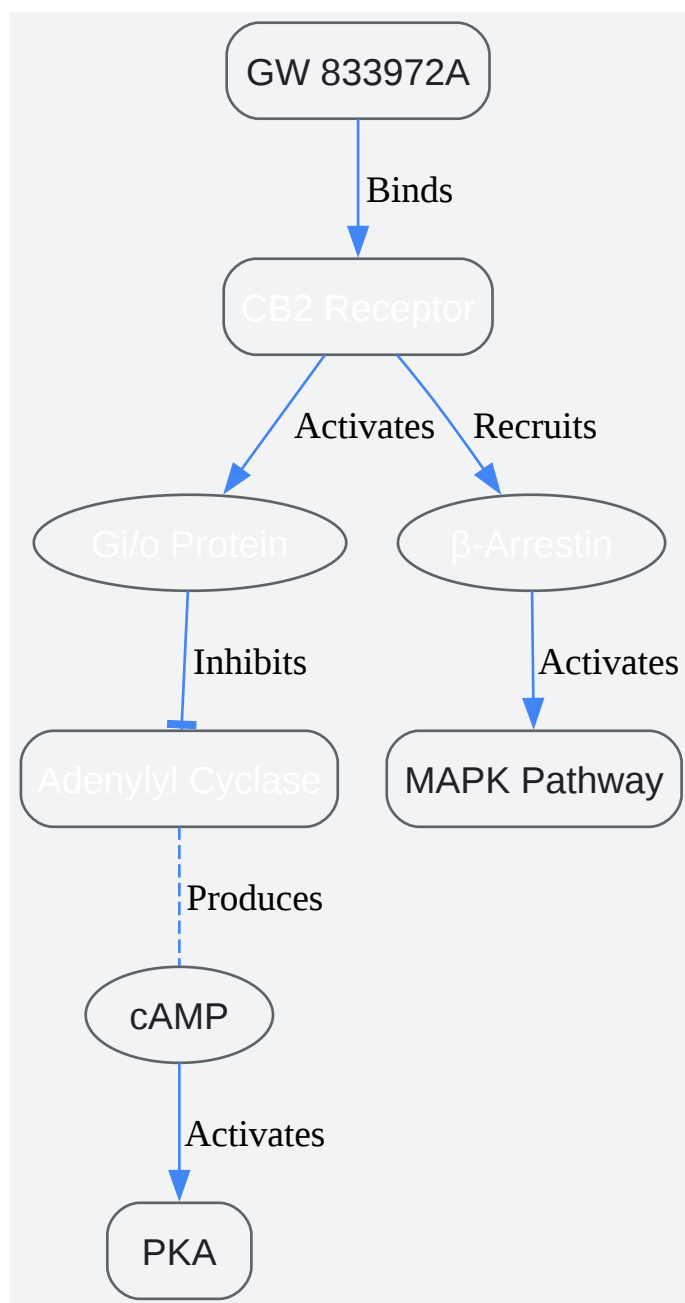 GW 833972A
Binds
CB2 Receptor
Activates
Recruits
Gi/o Protein
β-Arrestin
Inhibits
Activates
Adenylyl Cyclase
MAPK Pathway
Produces
cAMP
Activates
PKA